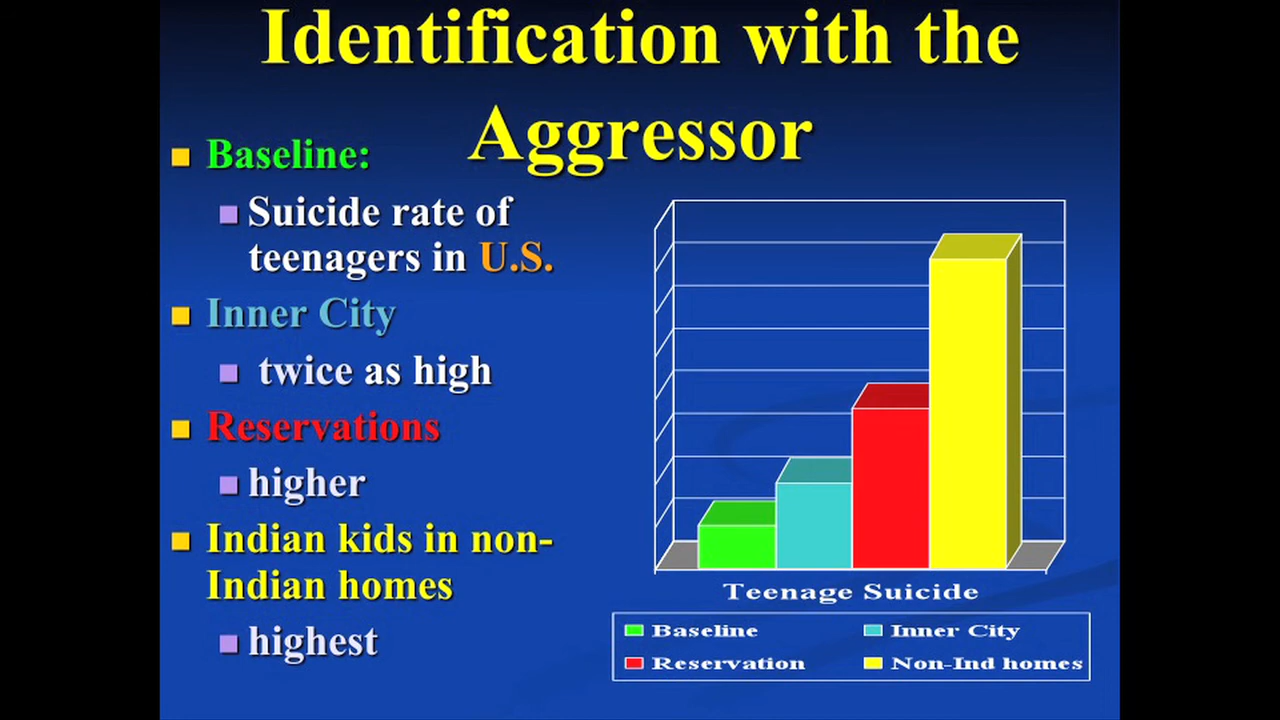 Identification with the
Aggressor
Baseline:
Suicide rate of
teenagers in U.S.
Inner City
twice as high
Reservations
higher
Indian kids in non-
Indian homes
highest
Teenage Suicide
Baseline
Inner City
Reservation
Non-Ind homes